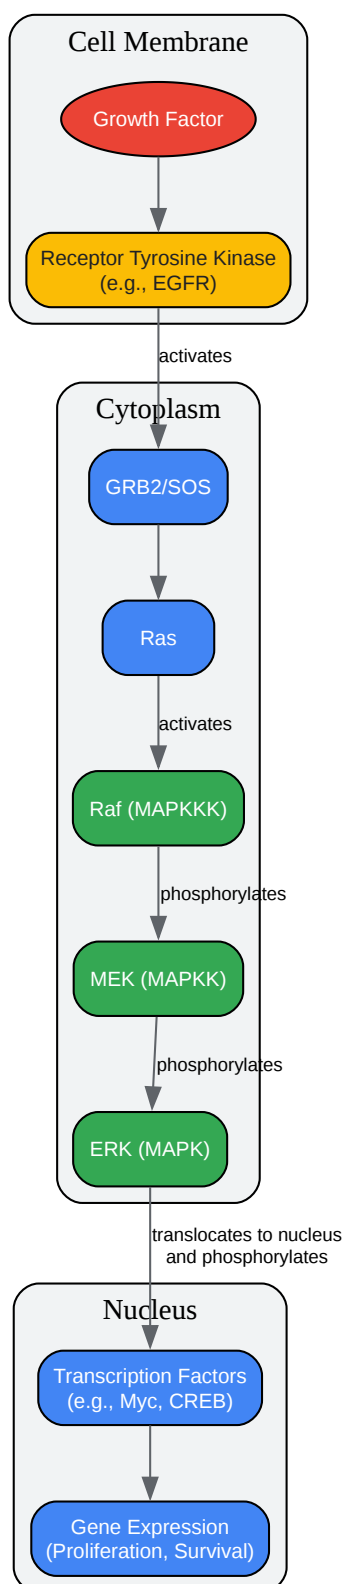 Cell Membrane
Growth Factor
Receptor Tyrosine Kinase
(e.g., EGFR)
activates
Cytoplasm
GRB2/SOS
Ras
activates
Raf (MAPKKK)
phosphorylates
MEK (MAPKK)
phosphorylates
ERK (MAPK)
translocates to nucleus
and phosphorylates
Nucleus
Transcription Factors
(e.g., Myc, CREB)
Gene Expression
(Proliferation, Survival)